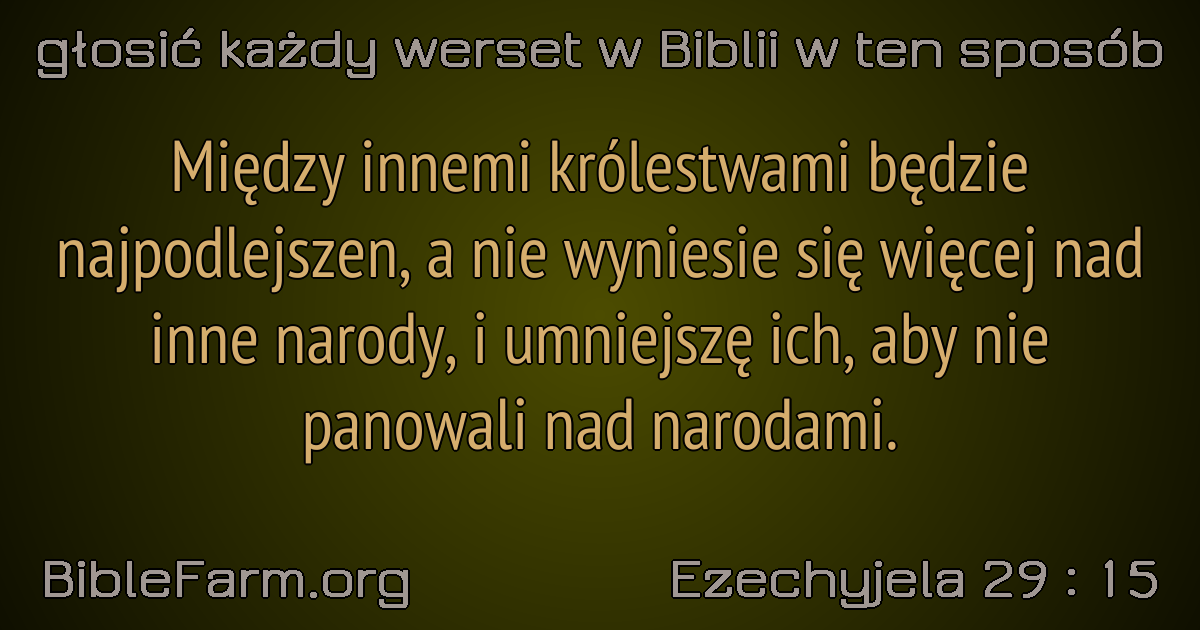 głosić każdy werset w Biblii w ten sposób
Między innemi królestwami będzie
najpodlejszen, a nie wyniesie się więcej nad
inne narody, i umniejszę ich, aby nie
panowali nad narodami.
BibleFarm.org
Ezechyjela 29 : 15